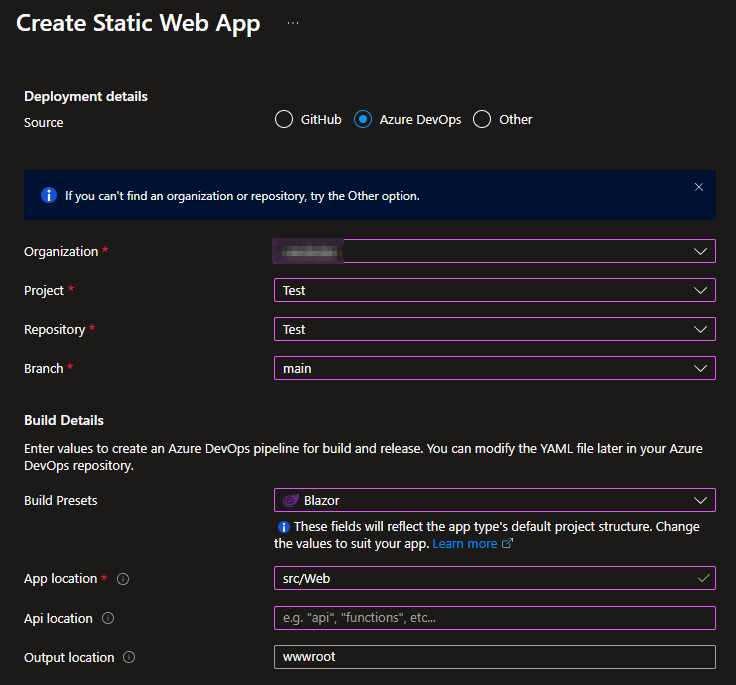 Create Static Web App ...
Deployment details
Source GitHub Azure DevOps Other
If you can't find an organization or repository, try the Other option.
Organization *
Project * Test
Repository * Test
Branch * main
Build Details
Enter values to create an Azure DevOps pipeline for build and release. You can modify the YAML file later in your Azure
DevOps repository.
Build Presets Blazor
These fields will reflect the app type's default project structure. Change
the values to suit your app. Learn more
App location * src/Web
Api location e.g. "api", "functions", etc...
Output location wwwroot